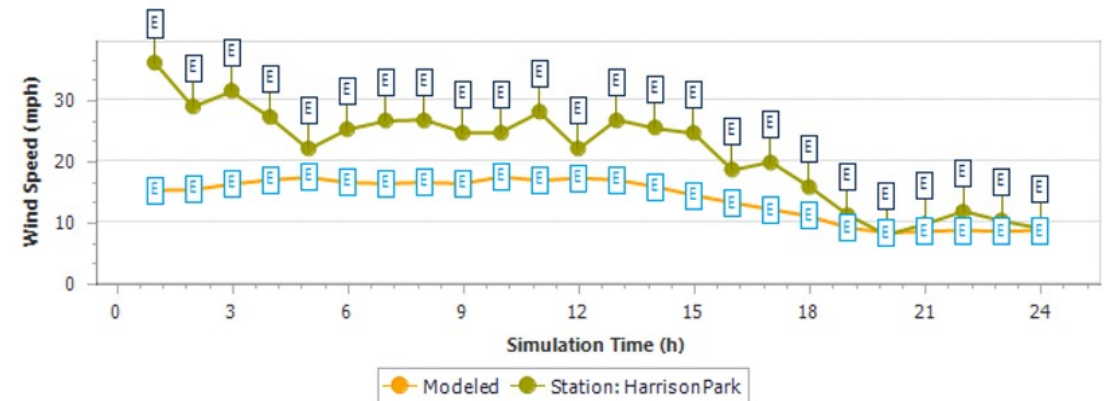 E E E E E E E E E E E E E E E E E E E E E E E E
E E E E E E E E E E E E E E E E E E E E E E E E
Wind Speed (mph)
30
20
10
0
0 3 6 9 12 15 18 21 24
Simulation Time (h)
Modeled Station: HarrisonPark